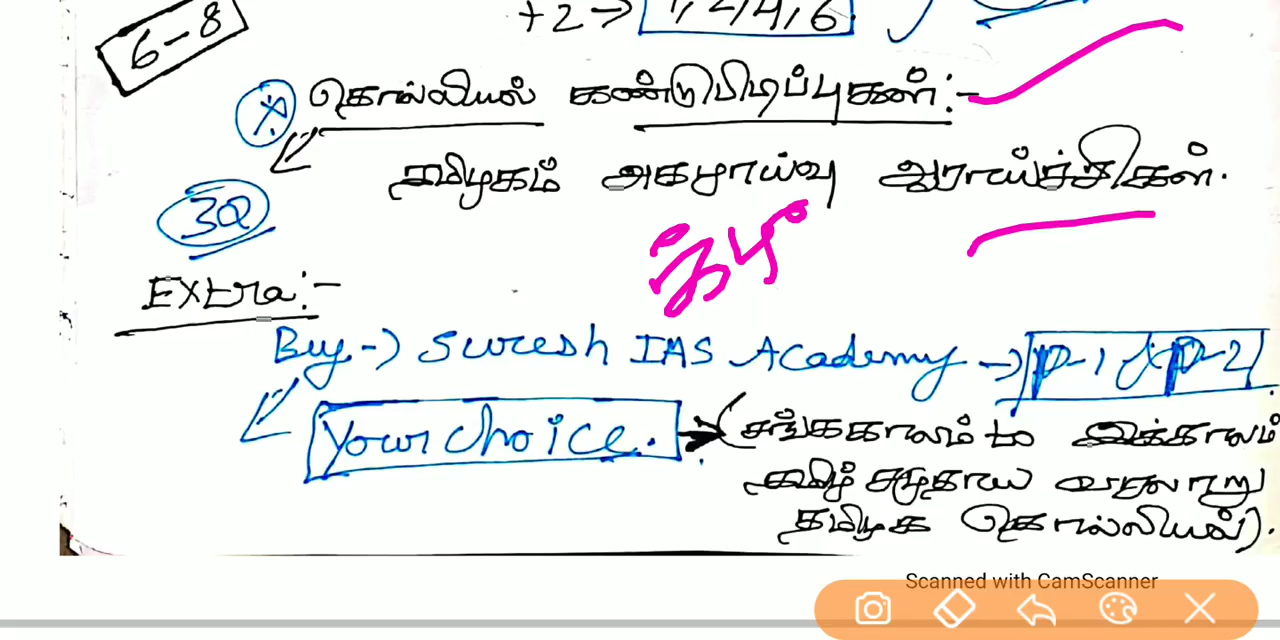 +2 → 1, 2, 4, 6
6-8
தொல்லியல் கண்டுபிடிப்புகள்:-
தமிழகம் அகழாய்வு ஆராய்ச்சிகள்.
3Q
Extra:-
Buy → Suresh IAS Academy → P-1 & P-2
Your choice. → (சங்ககாலம் to இக்காலம்
தமிழ் சமுதாய வரலாறு
தமிழக தொல்லியல்).
Scanned with CamScanner